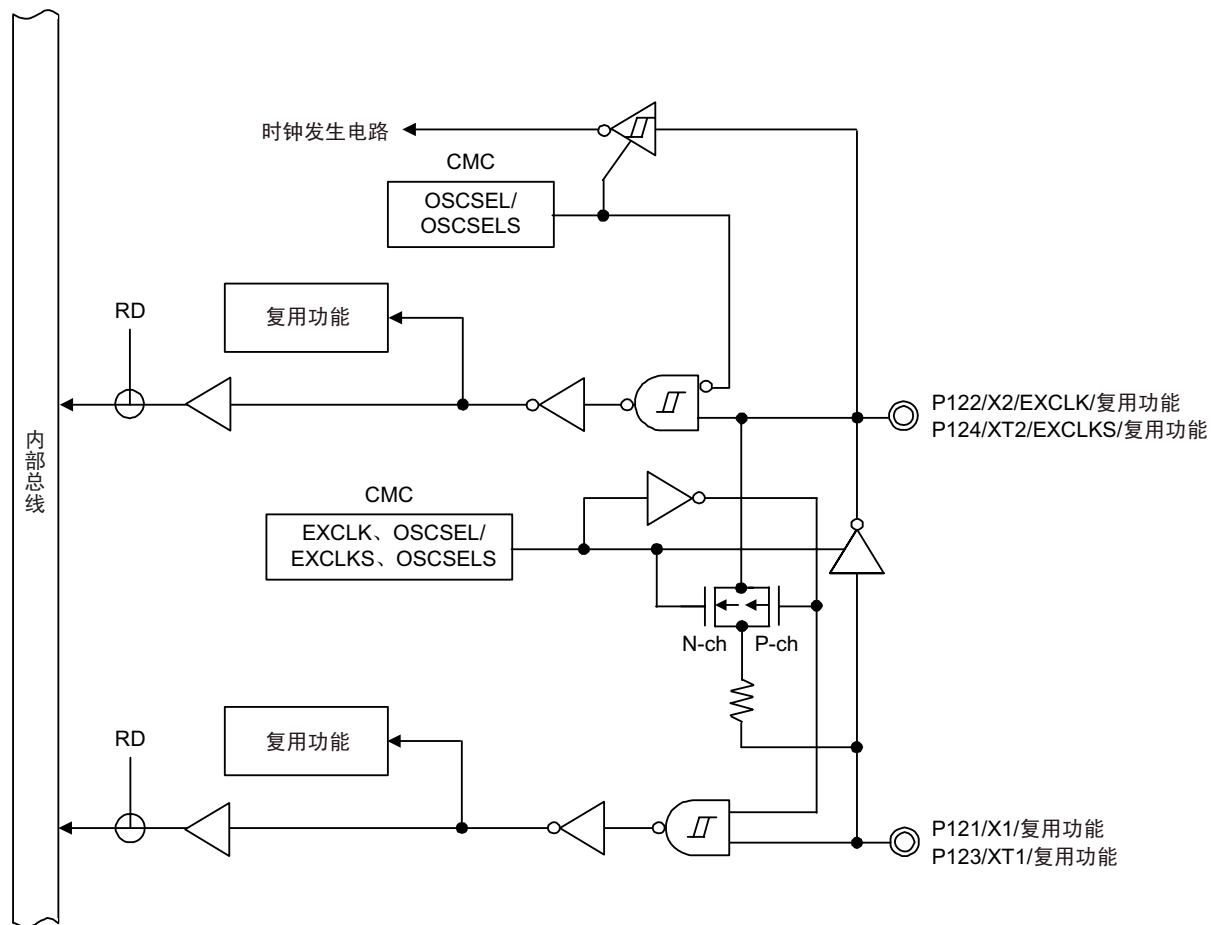 时钟发生电路
CMC
OSCSEL/
OSCSELS
RD
复用功能
P122/X2/EXCLK/复用功能
P124/XT2/EXCLKS/复用功能
内部总线
CMC
EXCLK、OSCSEL/
EXCLKS、OSCSELS
N-ch
P-ch
RD
复用功能
P121/X1/复用功能
P123/XT1/复用功能